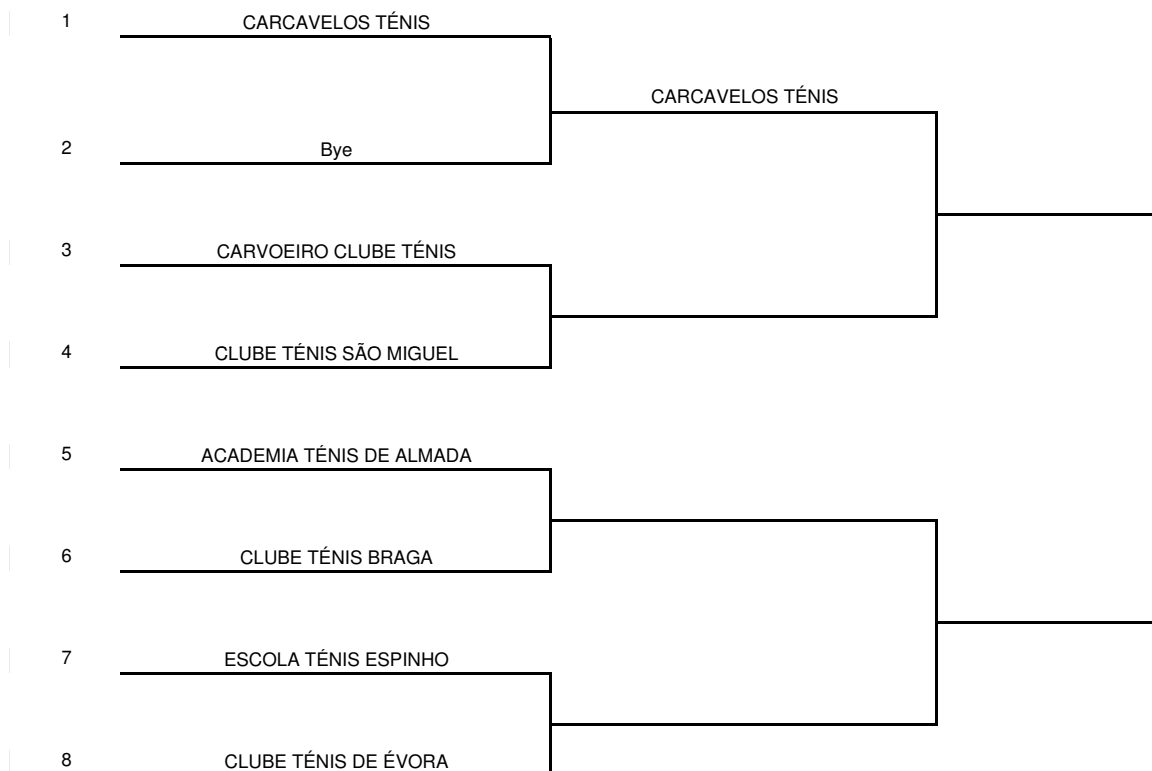 1 CARCAVELOS TÉNIS
CARCAVELOS TÉNIS
2 Bye
3 CARVOEIRO CLUBE TÉNIS
4 CLUBE TÉNIS SÃO MIGUEL
5 ACADEMIA TÉNIS DE ALMADA
6 CLUBE TÉNIS BRAGA
7 ESCOLA TÉNIS ESPINHO
8 CLUBE TÉNIS DE ÉVORA